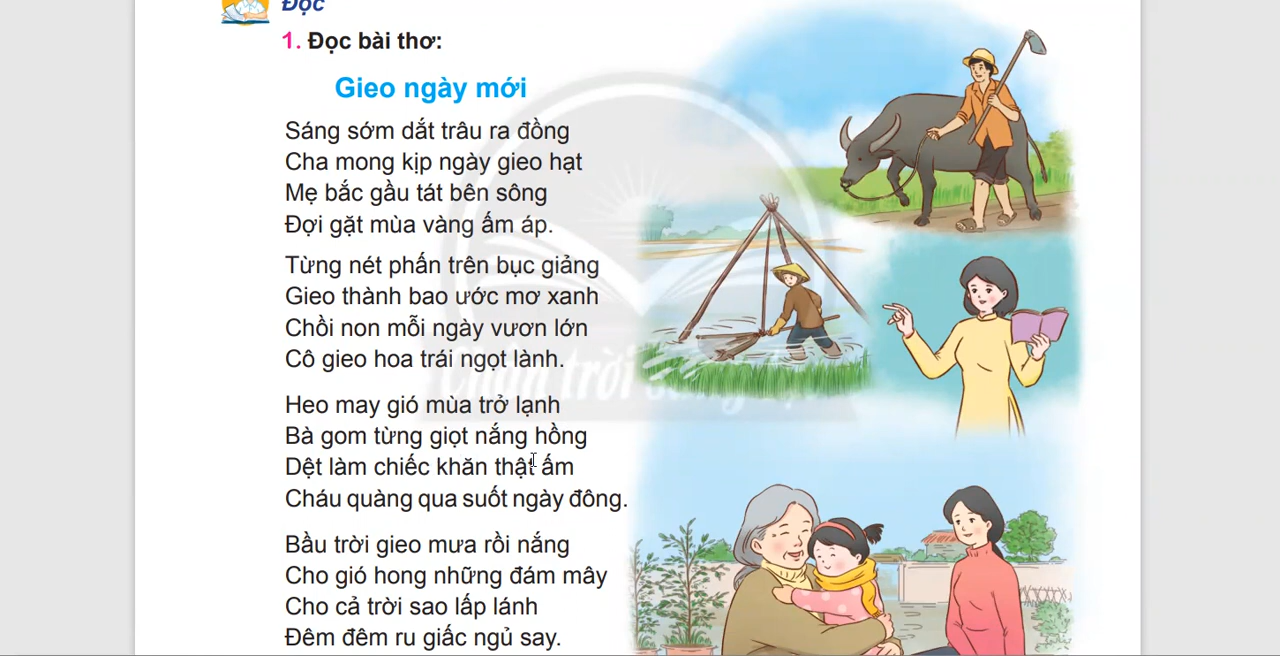 Đọc
1. Đọc bài thơ:
Gieo ngày mới
Sáng sớm dắt trâu ra đồng
Cha mong kịp ngày gieo hạt
Mẹ bắc gầu tát bên sông
Đợi gặt mùa vàng ấm áp.
Từng nét phấn trên bục giảng
Gieo thành bao ước mơ xanh
Chồi non mỗi ngày vươn lớn
Cô gieo hoa trái ngọt lành.
Heo may gió mùa trở lạnh
Bà gom từng giọt nắng hồng
Dệt làm chiếc khăn thật ấm
Cháu quàng qua suốt ngày đông.
Bầu trời gieo mưa rồi nắng
Cho gió hong những đám mây
Cho cả trời sao lấp lánh
Đêm đêm ru giấc ngủ say.
Chân trời